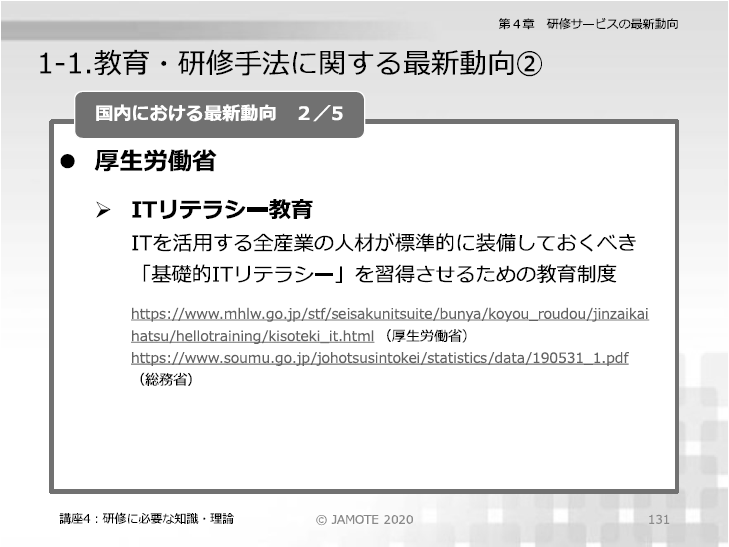 第４章　研修サービスの最新動向
1-1.教育・研修手法に関する最新動向②
国内における最新動向　２／5
● 厚生労働省
➢ ITリテラシー教育
ITを活用する全産業の人材が標準的に装備しておくべき
「基礎的ITリテラシー」を習得させるための教育制度
https://www.mhlw.go.jp/stf/seisakunitsuite/bunya/koyou_roudou/jinzaikai
hatsu/hellotraining/kisoteki_it.html （厚生労働省）
https://www.soumu.go.jp/johotsusintokei/statistics/data/190531_1.pdf
（総務省）
講座4：研修に必要な知識・理論
© JAMOTE 2020
131